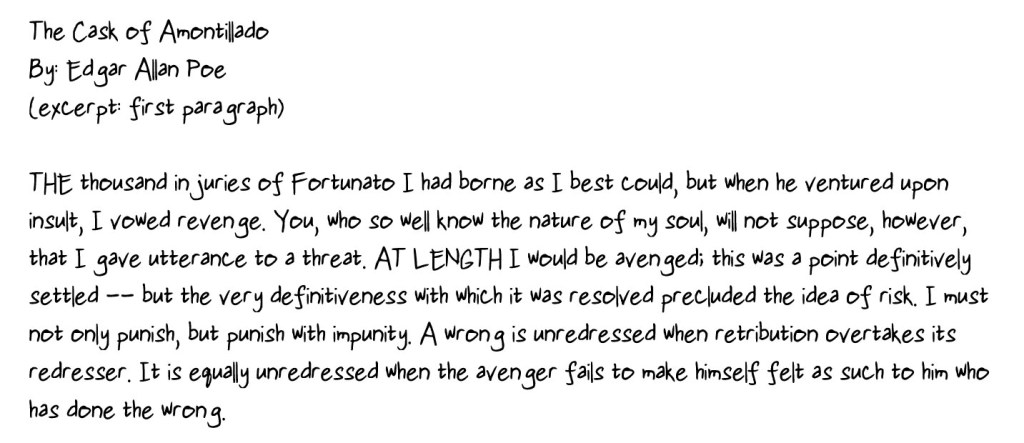 The Cask of Amontillado
By: Edgar Allan Poe
(excerpt: first paragraph)
THE thousand injuries of Fortunato I had borne as I best could, but when he ventured upon
insult, I vowed revenge. You, who so well know the nature of my soul, will not suppose, however,
that I gave utterance to a threat. AT LENGTH I would be avenged; this was a point definitively
settled -- but the very definitiveness with which it was resolved precluded the idea of risk. I must
not only punish, but punish with impunity. A wrong is unredressed when retribution overtakes its
redresser. It is equally unredressed when the avenger fails to make himself felt as such to him who
has done the wrong.